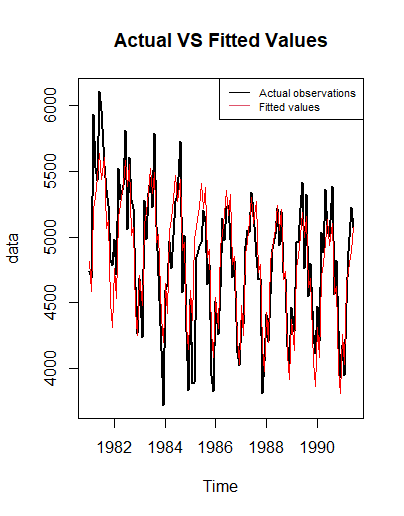 Actual VS Fitted Values
Actual observations
Fitted values
6000
5500
5000
4500
4000
data
1982 1984 1986 1988 1990
Time